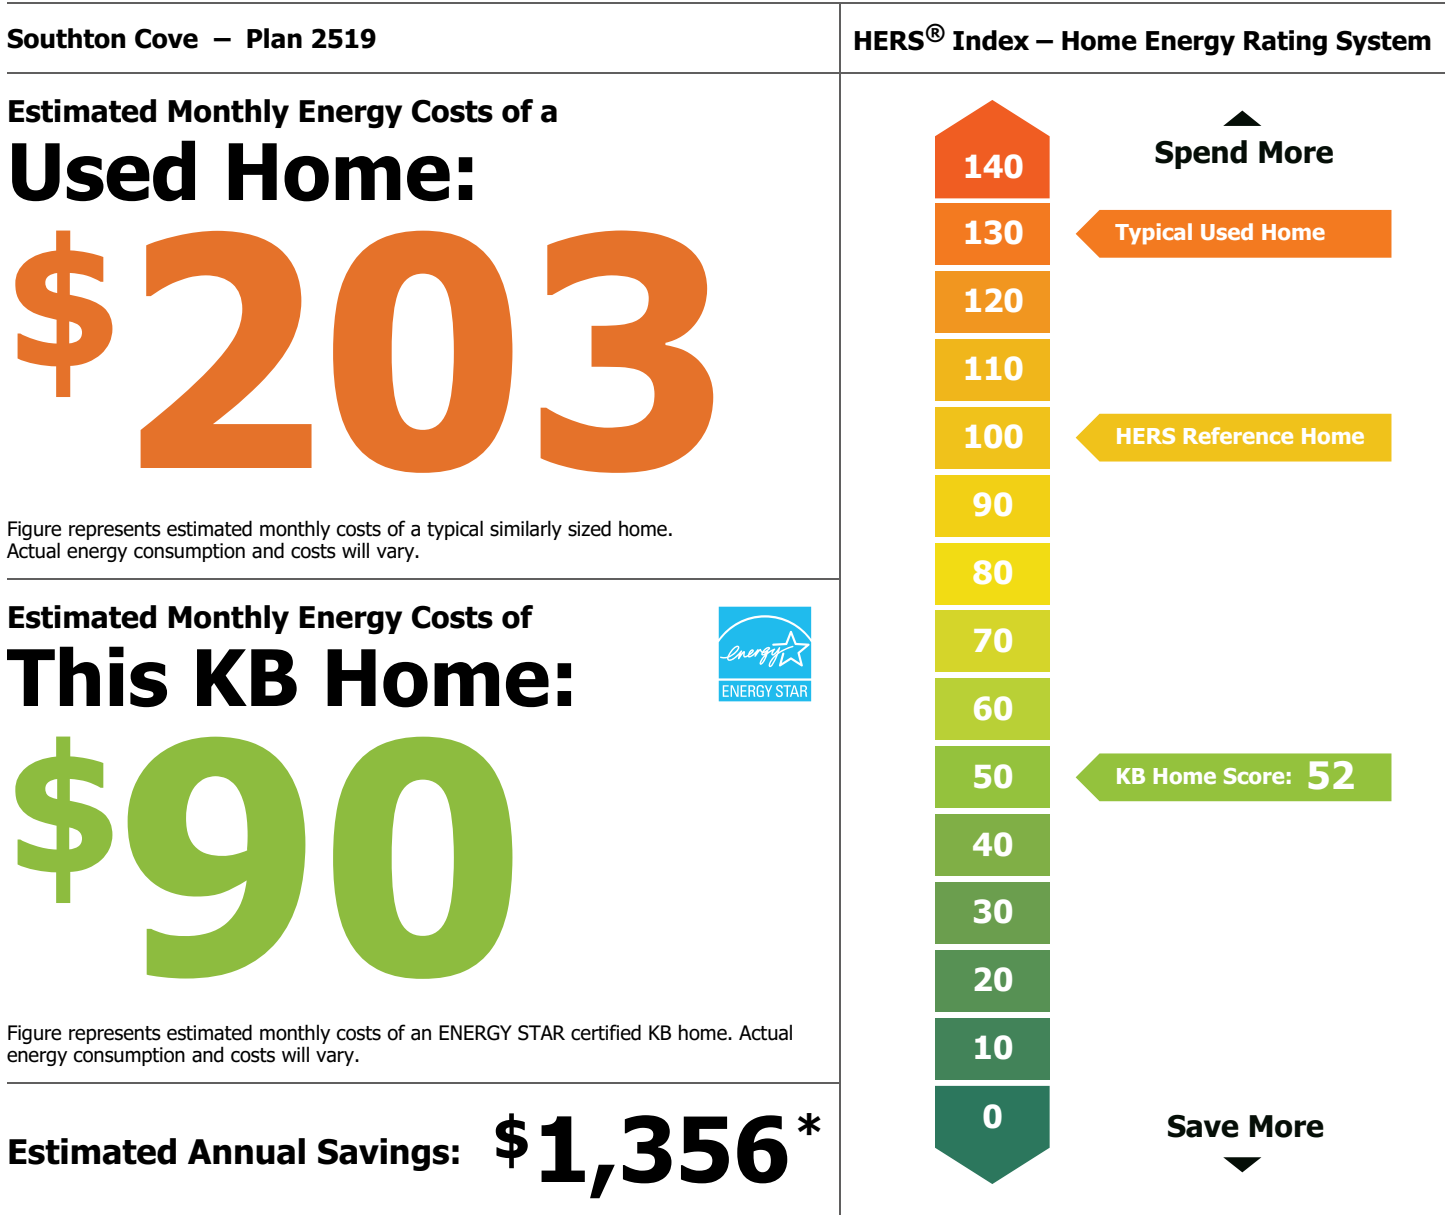 Southton Cove – Plan 2519
Estimated Monthly Energy Costs of a
Used Home:
$203
Figure represents estimated monthly costs of a typical similarly sized home.
Actual energy consumption and costs will vary.
Estimated Monthly Energy Costs of
This KB Home:
energy
ENERGY STAR
$90
Figure represents estimated monthly costs of an ENERGY STAR certified KB home. Actual
energy consumption and costs will vary.
Estimated Annual Savings: $1,356*
HERS® Index – Home Energy Rating System
Spend More
140
130
Typical Used Home
120
110
100
HERS Reference Home
90
80
70
60
50
KB Home Score: 52
40
30
20
10
0
Save More